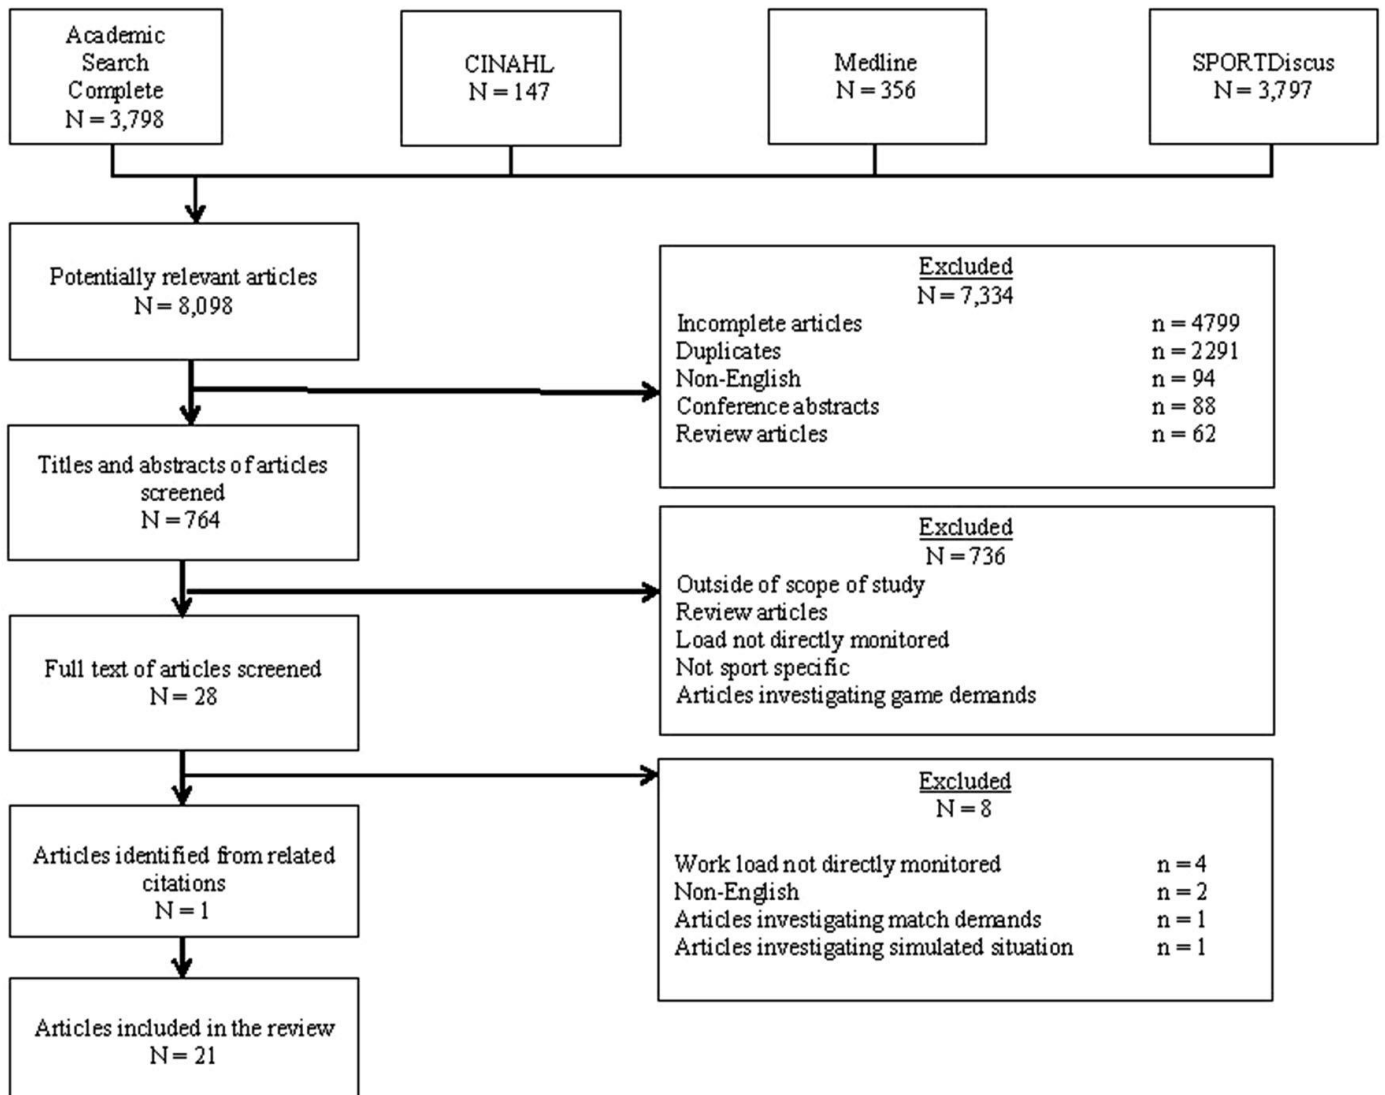 Academic
Search
Complete
N = 3,798
CINAHL
N = 147
Medline
N = 356
SPORTDiscus
N = 3,797
Potentially relevant articles
N = 8,098
Excluded
N = 7,334
Incomplete articles n = 4799
Duplicates n = 2291
Non-English n = 94
Conference abstracts n = 88
Review articles n = 62
Titles and abstracts of articles
screened
N = 764
Excluded
N = 736
Outside of scope of study
Review articles
Load not directly monitored
Not sport specific
Articles investigating game demands
Full text of articles screened
N = 28
Excluded
N = 8
Work load not directly monitored n = 4
Non-English n = 2
Articles investigating match demands n = 1
Articles investigating simulated situation n = 1
Articles identified from related
citations
N = 1
Articles included in the review
N = 21